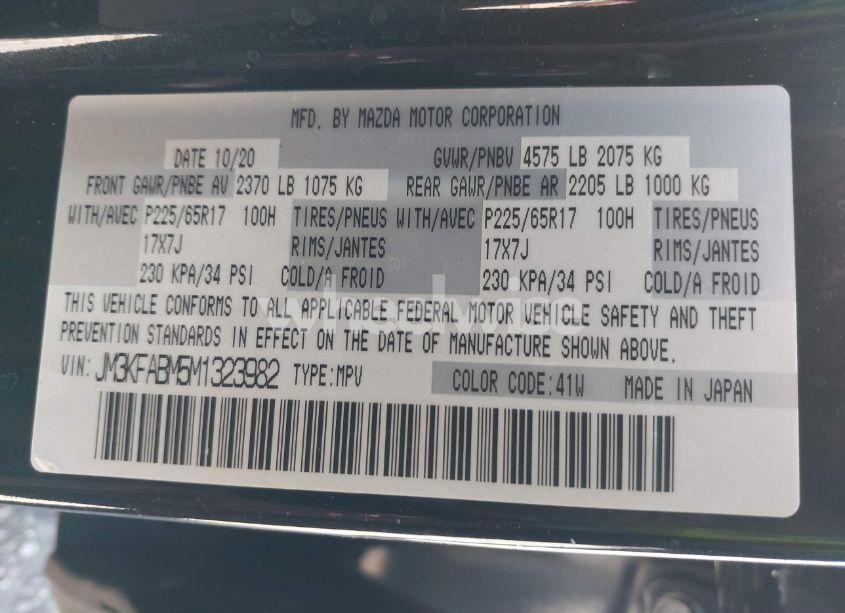 MFD. BY MAZDA MOTOR CORPORATION
DATE 10/20 GVWR/PNBV 4575 LB 2075 KG
FRONT GAWR/PNBE AV 2370 LB 1075 KG REAR GAWR/PNBE AR 2205 LB 1000 KG
WITH/AVEC P225/65R17 100H TIRES/PNEUS WITH/AVEC P225/65R17 100H TIRES/PNEUS
17X7J RIMS/JANTES 17X7J RIMS/JANTES
230 KPA/34 PSI COLD/A FROID 230 KPA/34 PSI COLD/A FROID
THIS VEHICLE CONFORMS TO ALL APPLICABLE FEDERAL MOTOR VEHICLE SAFETY AND THEFT
PREVENTION STANDARDS IN EFFECT ON THE DATE OF MANUFACTURE SHOWN ABOVE.
wheelwise
VIN: JM3KFABM5M1323982 TYPE:MPV COLOR CODE:41W MADE IN JAPAN